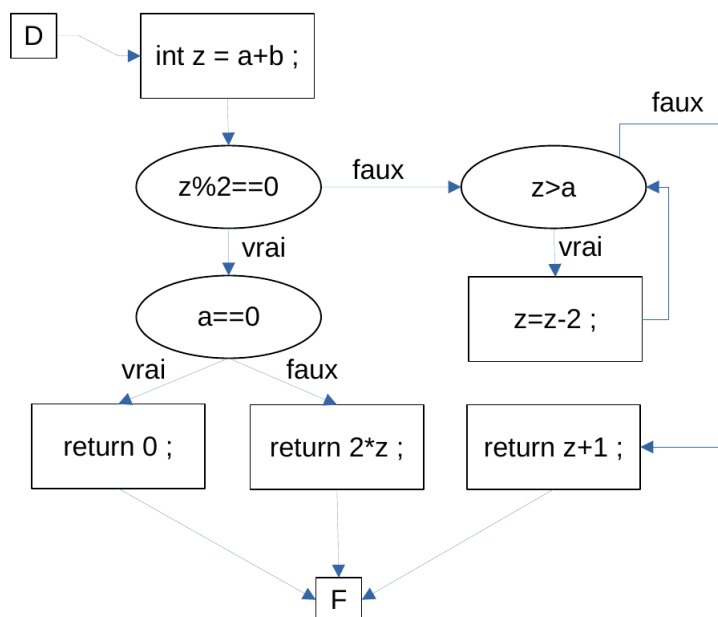 D
int z = a+b ;
faux
z%2==0
faux
z>a
vrai
vrai
a==0
z=z-2 ;
vrai
faux
return 0 ;
return 2*z ;
return z+1 ;
F